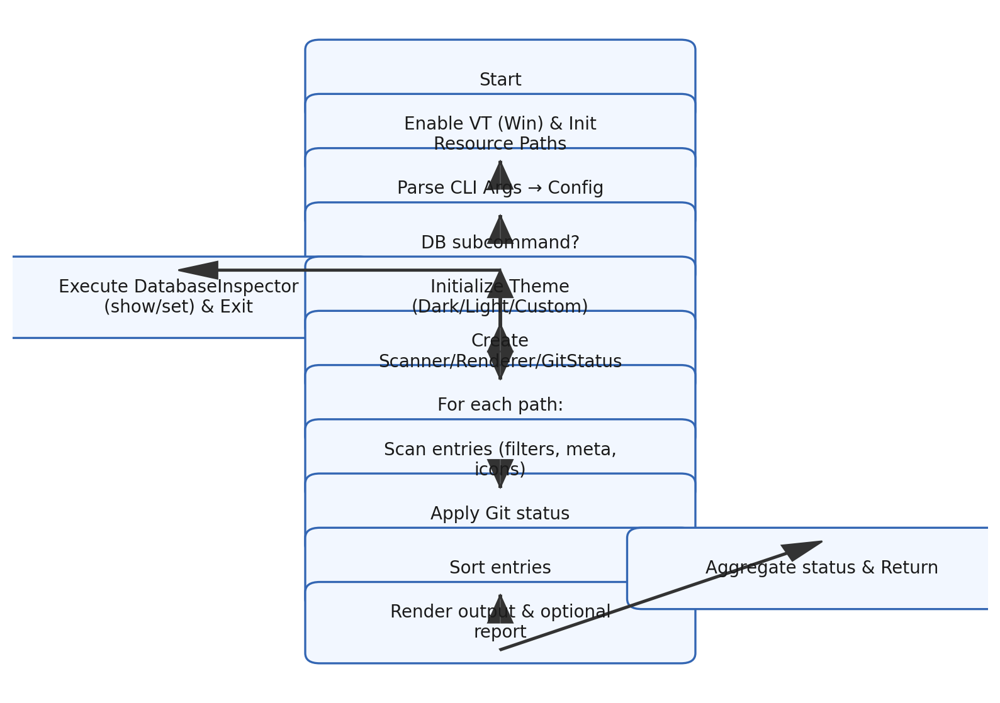 Start
Enable VT (Win) & Init
Resource Paths
Parse CLI Args → Config
DB subcommand?
Execute DatabaseInspector
(show/set) & Exit
Initialize Theme
(Dark/Light/Custom)
Create
Scanner/Renderer/GitStatus
For each path:
Scan entries (filters, meta,
icons)
Apply Git status
Sort entries
Aggregate status & Return
Render output & optional
report